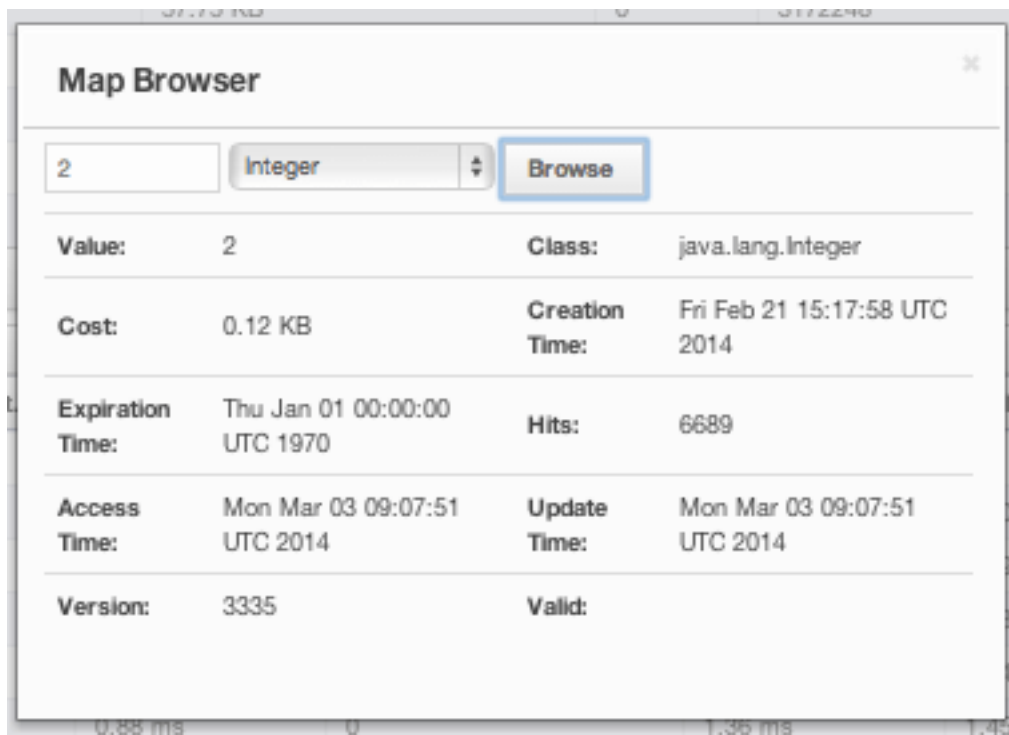 Map Browser
2 Integer Browse
Value: 2 Class: java.lang.Integer
Cost: 0.12 KB Creation Time: Fri Feb 21 15:17:58 UTC 2014
Expiration Time: Thu Jan 01 00:00:00 UTC 1970 Hits: 6689
Access Time: Mon Mar 03 09:07:51 UTC 2014 Update Time: Mon Mar 03 09:07:51 UTC 2014
Version: 3335 Valid:
0.88 ms 0 1.36 ms